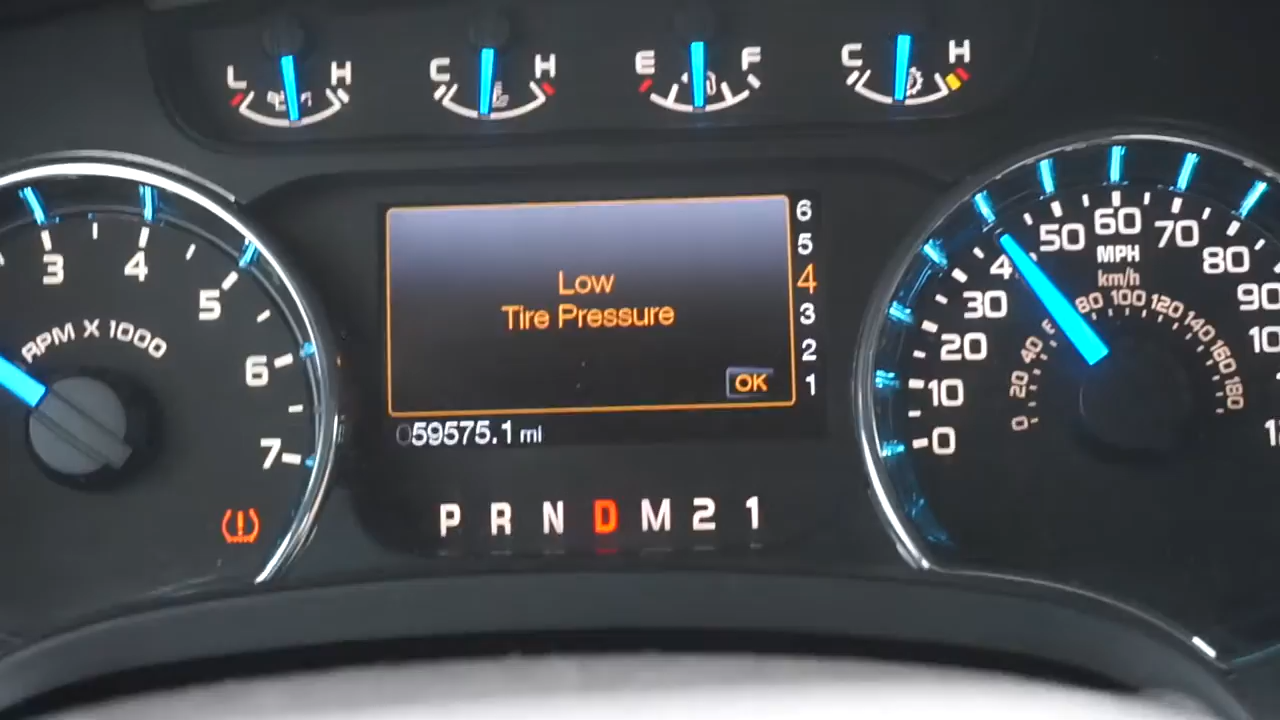 L H
C H
E F
C H
3 4 5 6 7
RPM X 1000
Low
Tire Pressure
OK
6
5
4
3
2
1
059575.1 mi
P R N D M 2 1
0 10 20 30 4 50 60 70 80 90
MPH
km/h
0 20 40 80 100 120 140 160 180